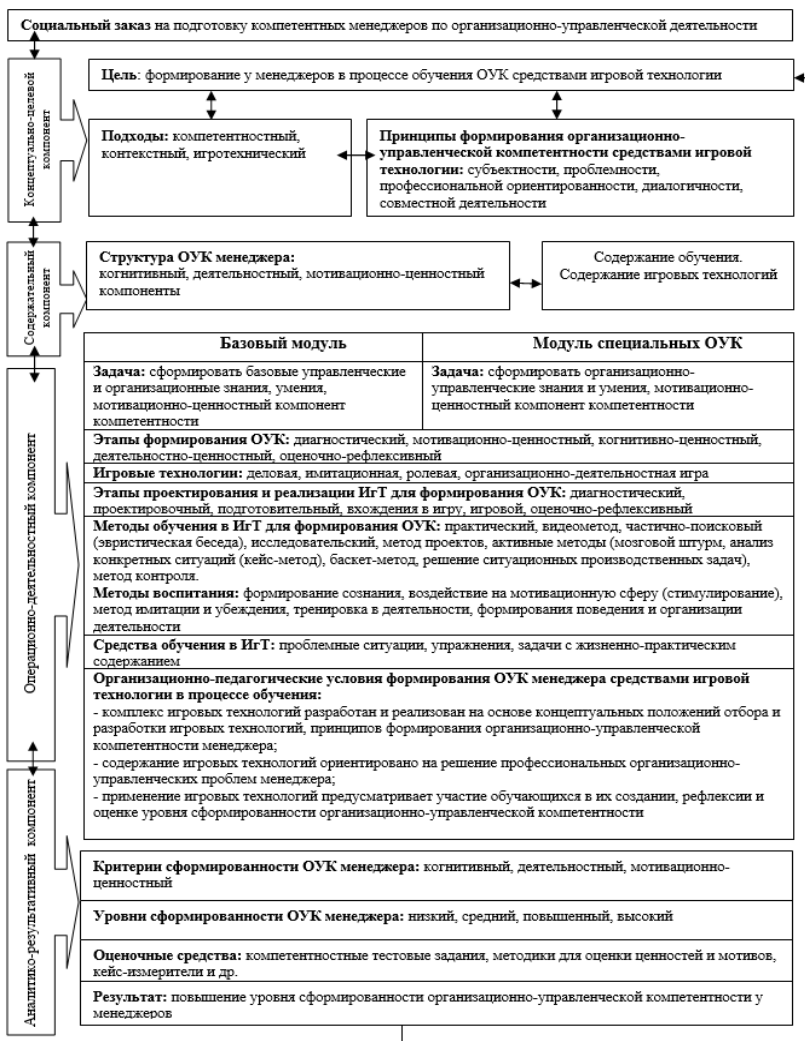 Социальный заказ на подготовку компетентных менеджеров по организационно-управленческой деятельности
Концептуально-целевой
компонент
Цель: формирование у менеджеров в процессе обучения ОУК средствами игровой технологии
Подходы: компетентностный,
контекстный, игротехнический
Принципы формирования организационно-
управленческой компетентности средствами игровой
технологии: субъектности, проблемности,
профессиональной ориентированности, диалогичности,
совместной деятельности
Содержательный
компонент
Структура ОУК менеджера:
когнитивный, деятельностный, мотивационно-ценностный
компоненты
Содержание обучения.
Содержание игровых технологий
Операционно-деятельностный компонент
Базовый модуль
Модуль специальных ОУК
Задача: сформировать базовые управленческие
и организационные знания, умения,
мотивационно-ценностный компонент
компетентности
Задача: сформировать организационно-
управленческие знания и умения, мотивационно-
ценностный компонент компетентности
Этапы формирования ОУК: диагностический, мотивационно-ценностный, когнитивно-ценностный,
деятельностно-ценностный, оценочно-рефлексивный
Игровые технологии: деловая, имитационная, ролевая, организационно-деятельностная игра
Этапы проектирования и реализации ИгТ для формирования ОУК: диагностический,
проектировочный, подготовительный, вхождения в игру, игровой, оценочно-рефлексивный
Методы обучения в ИгТ для формирования ОУК: практический, видеометод, частично-поисковый
(эвристическая беседа), исследовательский, метод проектов, активные методы (мозговой штурм, анализ
конкретных ситуаций (кейс-метод), баскет-метод, решение ситуационных производственных задач),
метод контроля.
Методы воспитания: формирование сознания, воздействие на мотивационную сферу (стимулирование),
метод имитации и убеждения, тренировка в деятельности, формирования поведения и организации
деятельности
Средства обучения в ИгТ: проблемные ситуации, упражнения, задачи с жизненно-практическим
содержанием
Организационно-педагогические условия формирования ОУК менеджера средствами игровой
технологии в процессе обучения:
- комплекс игровых технологий разработан и реализован на основе концептуальных положений отбора и
разработки игровых технологий, принципов формирования организационно-управленческой
компетентности менеджера;
- содержание игровых технологий ориентировано на решение профессиональных организационно-
управленческих проблем менеджера;
- применение игровых технологий предусматривает участие обучающихся в их создании, рефлексии и
оценке уровня сформированности организационно-управленческой компетентности
Аналитико-результативный компонент
Критерии сформированности ОУК менеджера: когнитивный, деятельностный, мотивационно-
ценностный
Уровни сформированности ОУК менеджера: низкий, средний, повышенный, высокий
Оценочные средства: компетентностные тестовые задания, методики для оценки ценностей и мотивов,
кейс-измерители и др.
Результат: повышение уровня сформированности организационно-управленческой компетентности у
менеджеров